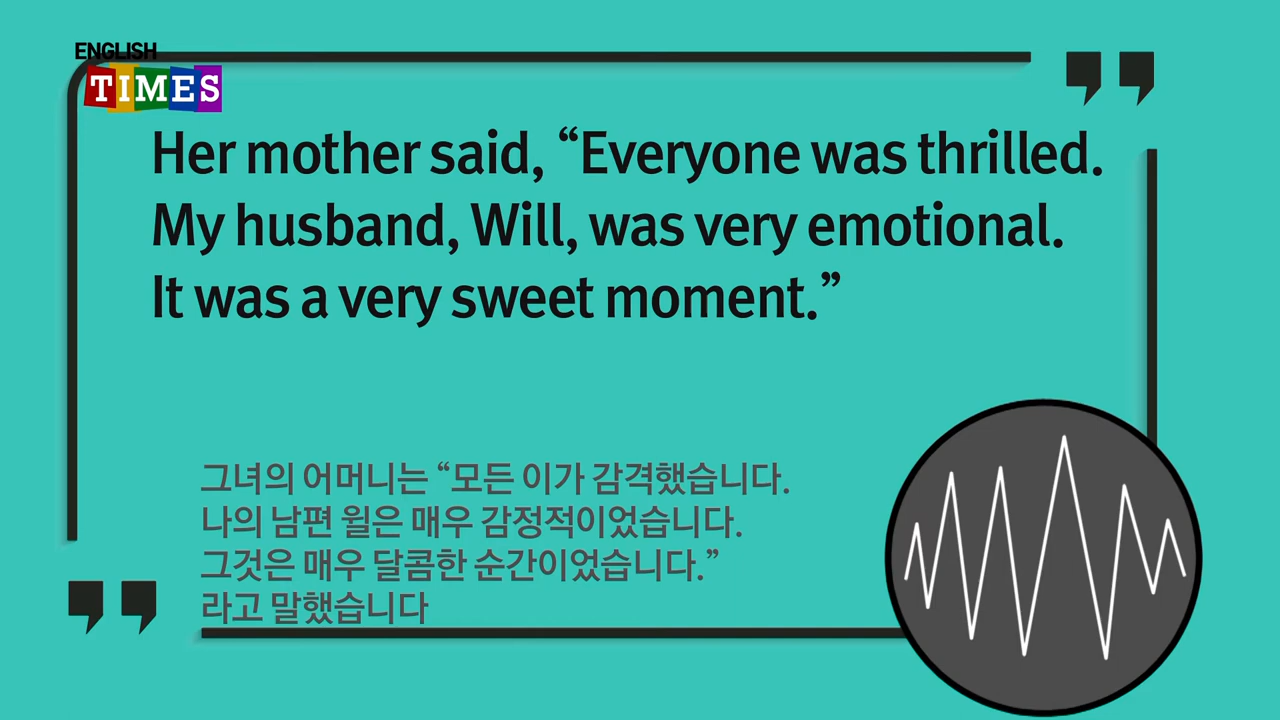 ENGLISH
TIMES
Her mother said, “Everyone was thrilled.
My husband, Will, was very emotional.
It was a very sweet moment.”
그녀의 어머니는 “모든 이가 감격했습니다.
나의 남편 윌은 매우 감정적이었습니다.
그것은 매우 달콤한 순간이었습니다.”
라고 말했습니다